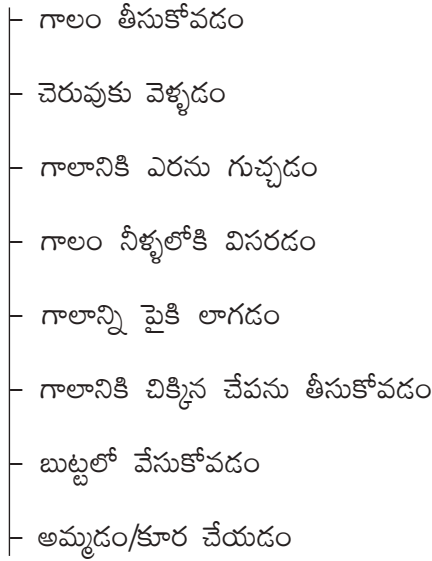 గాలం తీసుకోవడం
చెరువుకు వెళ్ళడం
గాలానికి ఎరను గుచ్చడం
గాలం నీళ్ళలోకి విసరడం
గాలాన్ని పైకి లాగడం
గాలానికి చిక్కిన చేపను తీసుకోవడం
బుట్టలో వేసుకోవడం
అమ్మడం/కూర చేయడం